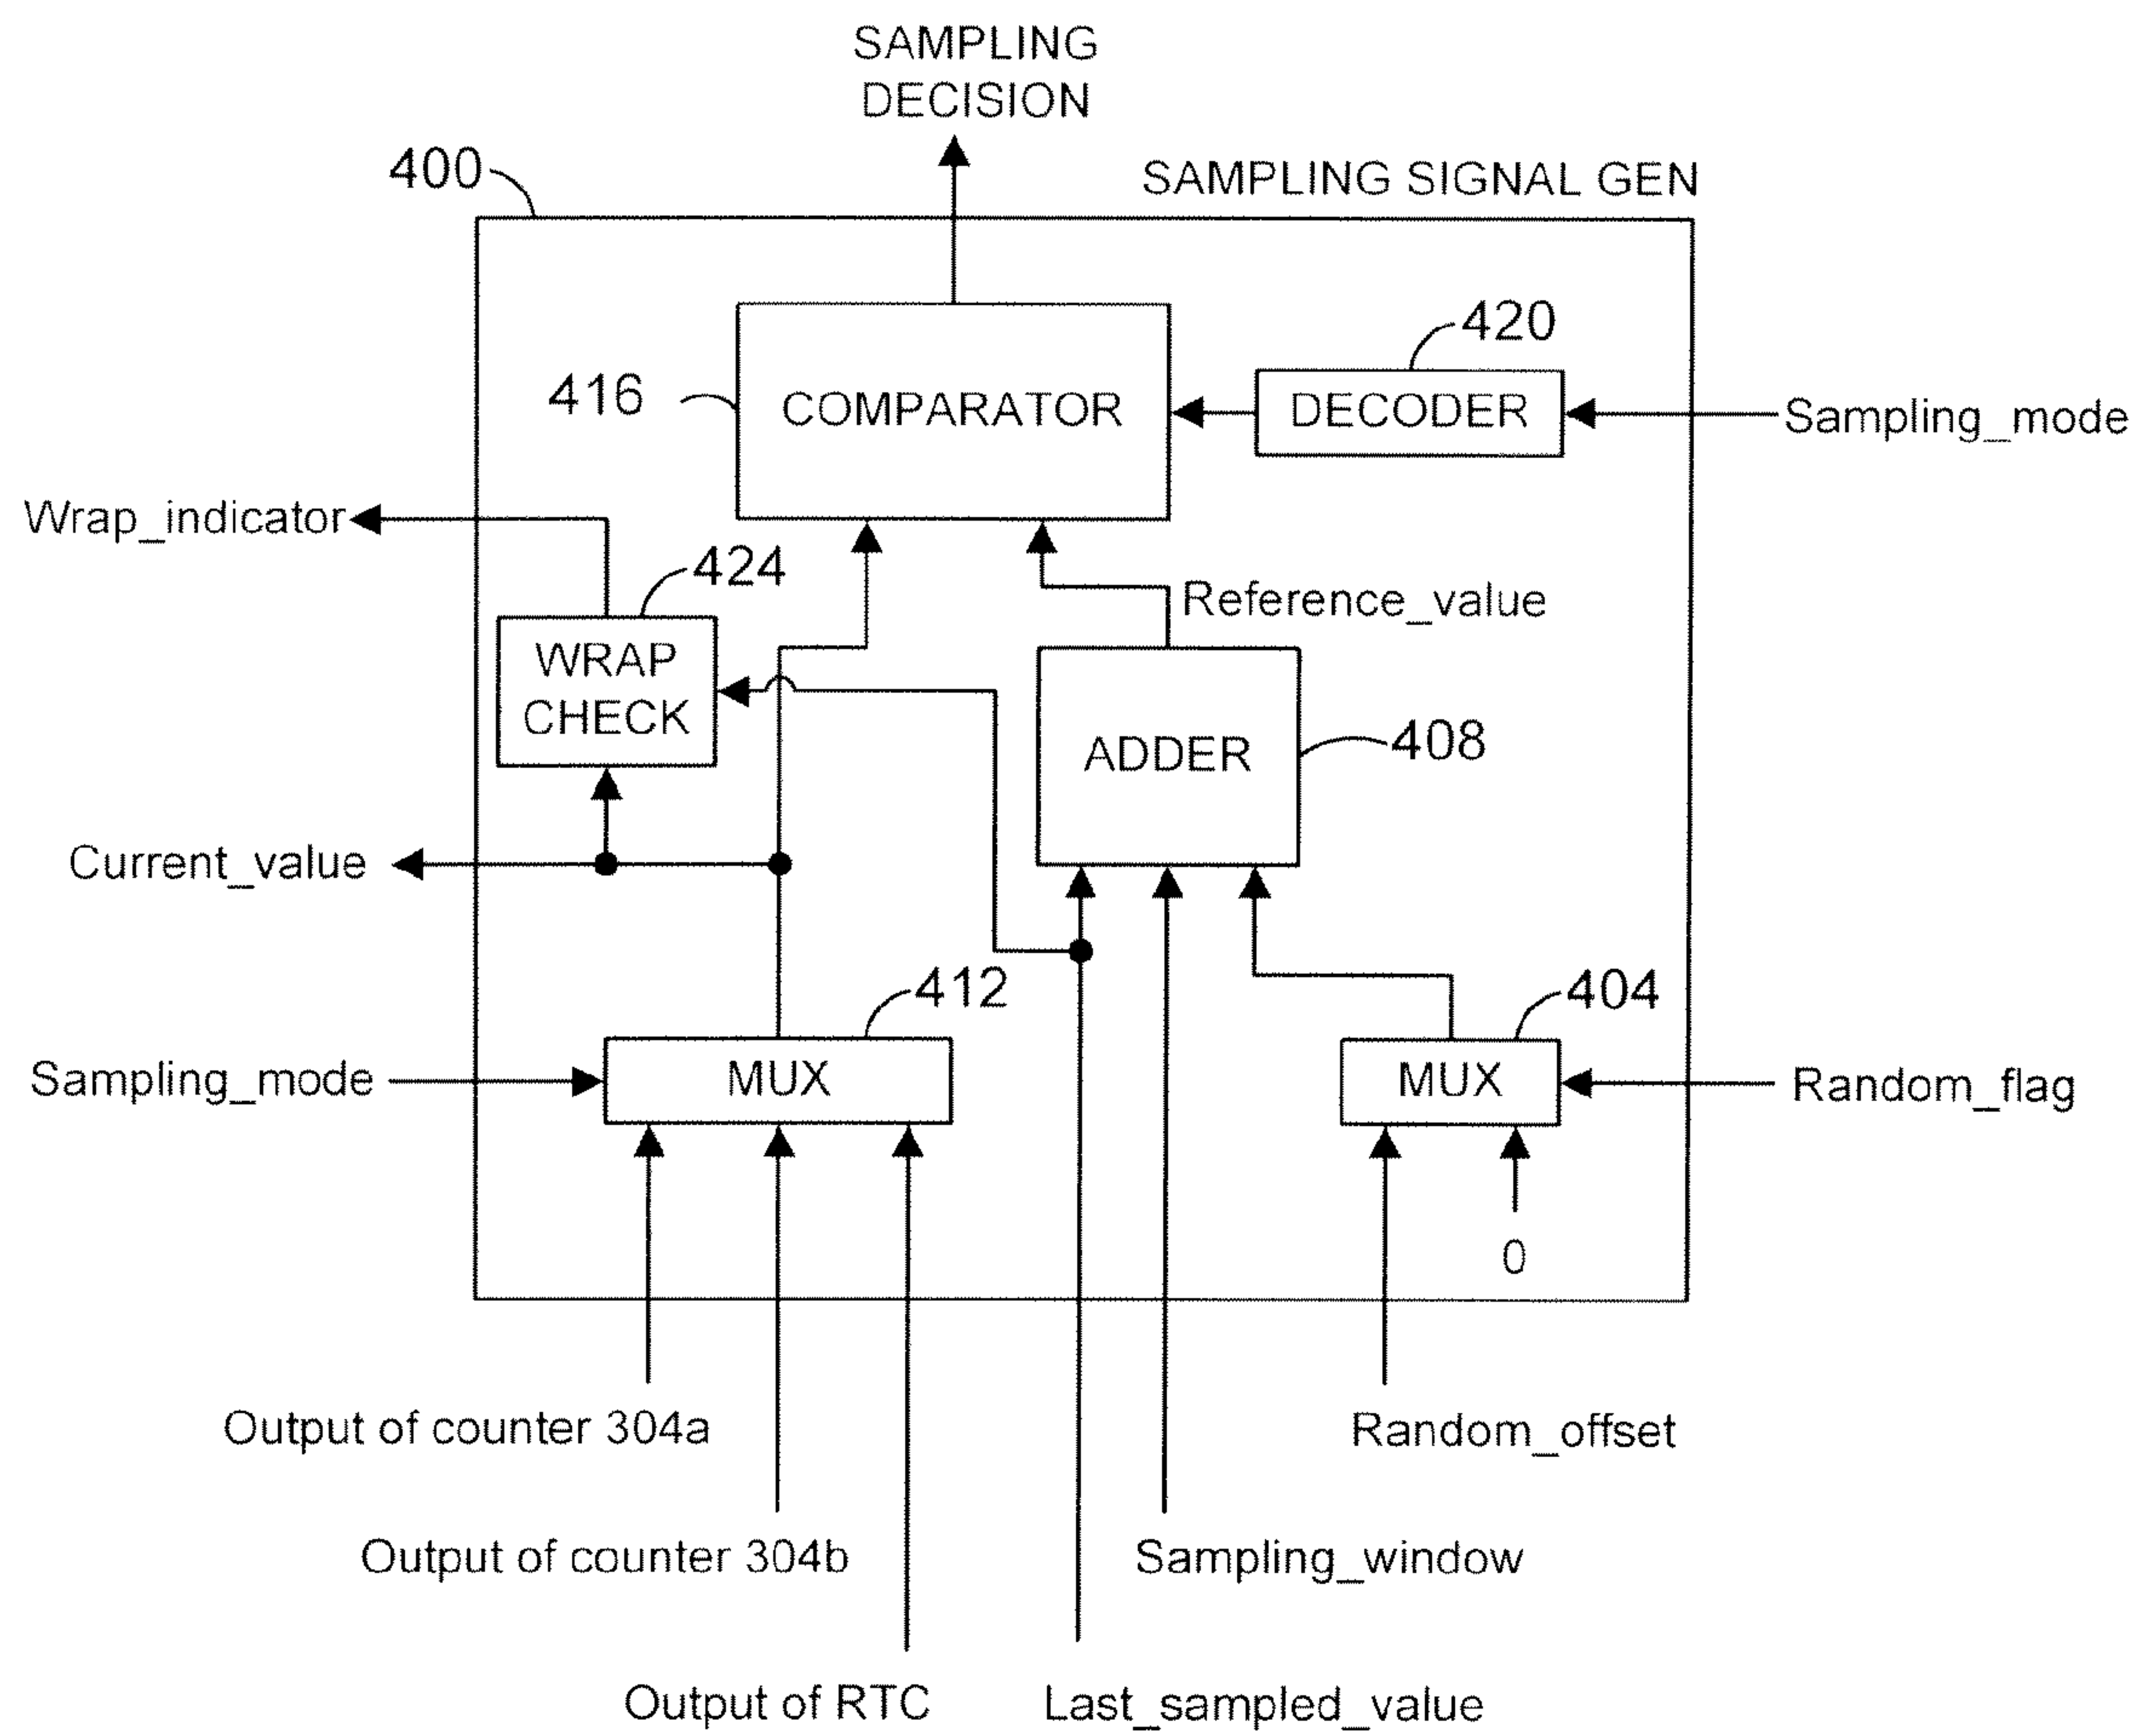 SAMPLING
DECISION
400
SAMPLING SIGNAL GEN
420
416
COMPARATOR
DECODER
Sampling_mode
Wrap_indicator
424
Reference_value
WRAP
CHECK
ADDER
408
Current_value
412
404
Sampling_mode
MUX
MUX
Random_flag
0
Output of counter 304a
Random_offset
Output of counter 304b
Sampling_window
Output of RTC
Last_sampled_value